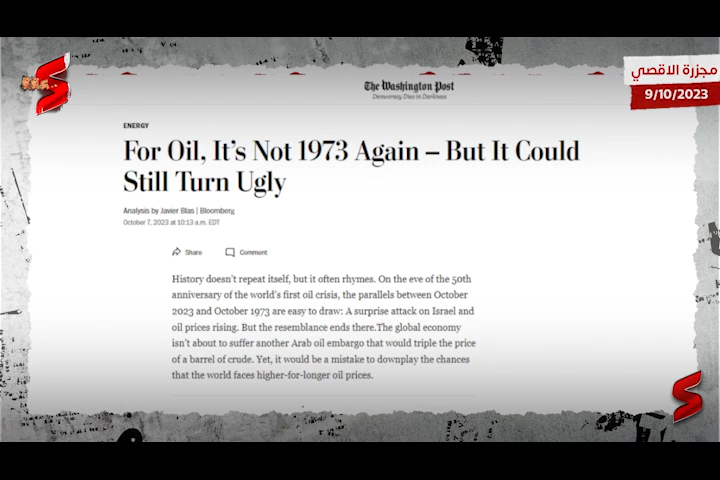 مجزرة الاقصي
9/10/2023
The Washington Post
Democracy Dies in Darkness
ENERGY
For Oil, It's Not 1973 Again – But It Could
Still Turn Ugly
Analysis by Javier Blas | Bloomberg
October 7, 2023 at 10:13 a.m. EDT
Share
Comment
History doesn't repeat itself, but it often rhymes. On the eve of the 50th
anniversary of the world's first oil crisis, the parallels between October
2023 and October 1973 are easy to draw: A surprise attack on Israel and
oil prices rising. But the resemblance ends there.The global economy
isn't about to suffer another Arab oil embargo that would triple the price
of a barrel of crude. Yet, it would be a mistake to downplay the chances
that the world faces higher-for-longer oil prices.